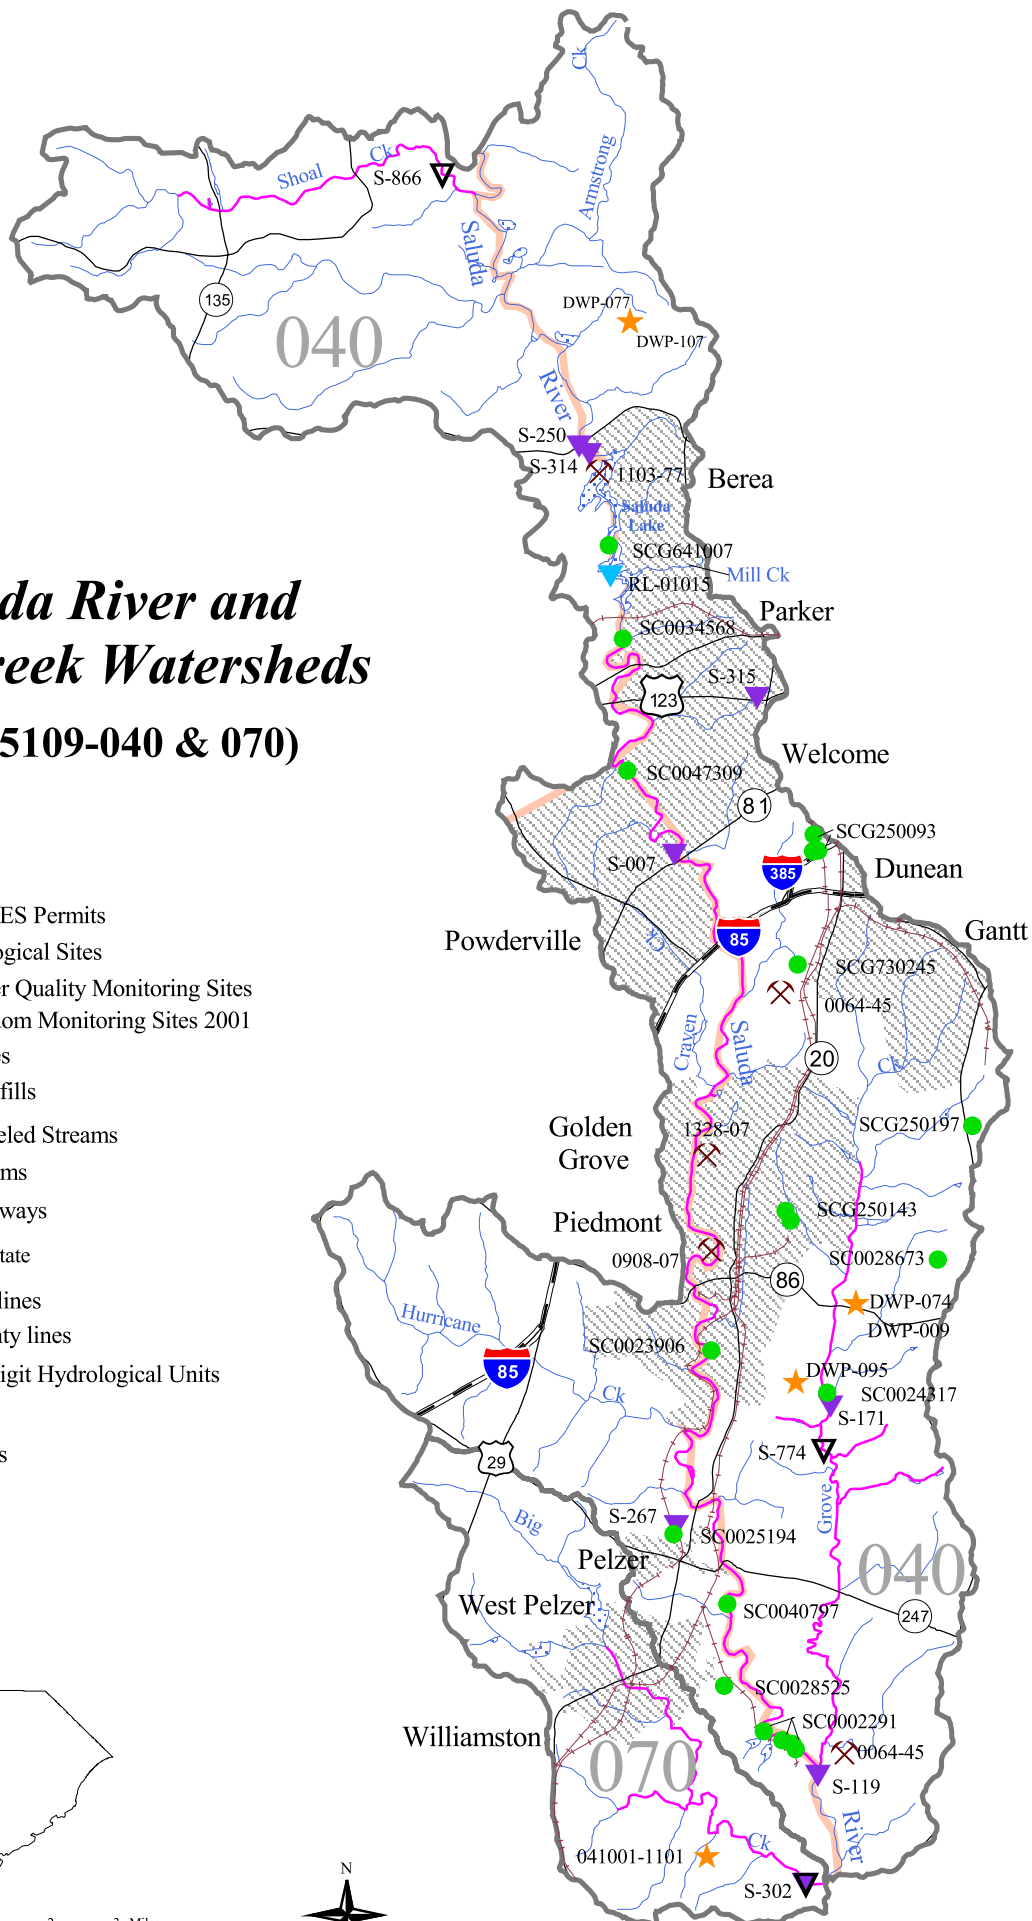 Ck
Ck
Shoal
S-866
Armstrong
Saluda
135
040
DWP-077
DWP-107
River
S-250
S-314
1103-77
Berea
Saluda
Lake
SCG641007
Mill Ck
RL-01015
da River and
Parker
SC0034568
reek Watersheds
S-315
123
5109-040 & 070)
Welcome
SC0047309
81
SCG250093
S-007
385
Dunean
ES Permits
Gantt
Powderville
Ck
85
ogical Sites
SCG730245
er Quality Monitoring Sites
0064-45
om Monitoring Sites 2001
Craven
Saluda
es
20
Ck
fills
1328-07
SCG250197
eled Streams
Golden
Grove
ms
ways
SCG250143
Piedmont
tate
0908-07
SC0028673
86
lines
DWP-074
Hurricane
DWP-009
ty lines
SC0023906
85
igit Hydrological Units
DWP-095
Ck
SC0024317
S-171
s
S-774
29
Grove
Big
S-267
SC0025194
Pelzer
040
West Pelzer
SC0040797
247
SC0028525
SC0002291
Williamston
070
0064-45
S-119
River
Ck
041001-1101
N
S-302